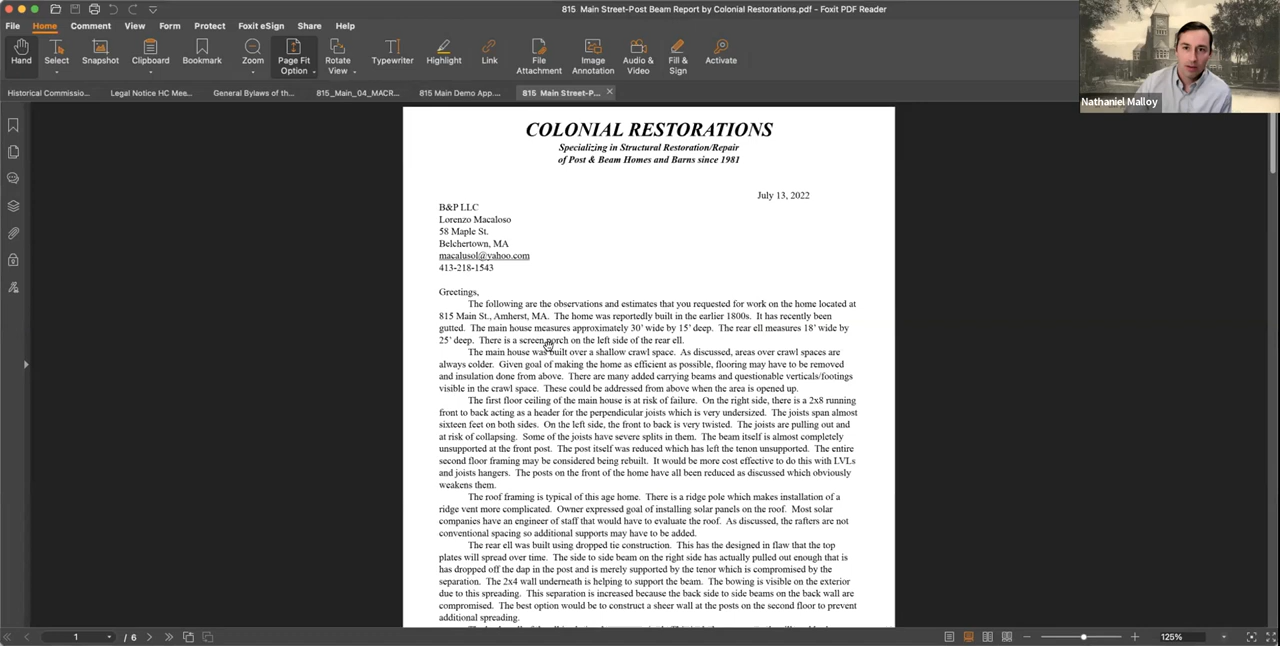 815 Main Street-Post Beam Report by Colonial Restorations.pdf - Foxit PDF Reader
File Home Comment View Form Protect Foxit eSign Share Help
Hand Select Snapshot Clipboard Bookmark Zoom Page Fit Option Rotate View Typewriter Highlight Link File Attachment Image Annotation Audio & Video Fill & Sign Activate
Nathaniel Malloy
Historical Commissio... Legal Notice HC Mee... General Bylaws of th... 815_Main_04_MACR... 815 Main Demo App.... 815 Main Street-P...
COLONIAL RESTORATIONS
Specializing in Structural Restoration/Repair
of Post & Beam Homes and Barns since 1981
July 13, 2022
B&P LLC
Lorenzo Macaloso
58 Maple St.
Belchertown, MA
macalusol@yahoo.com
413-218-1543
Greetings,
The following are the observations and estimates that you requested for work on the home located at
815 Main St., Amherst, MA. The home was reportedly built in the earlier 1800s. It has recently been
gutted. The main house measures approximately 30' wide by 15' deep. The rear ell measures 18' wide by
25' deep. There is a screen porch on the left side of the rear ell.
The main house was built over a shallow crawl space. As discussed, areas over crawl spaces are
always colder. Given goal of making the home as efficient as possible, flooring may have to be removed
and insulation done from above. There are many added carrying beams and questionable verticals/footings
visible in the crawl space. These could be addressed from above when the area is opened up.
The first floor ceiling of the main house is at risk of failure. On the right side, there is a 2x8 running
front to back acting as a header for the perpendicular joists which is very undersized. The joists span almost
sixteen feet on both sides. On the left side, the front to back is very twisted. The joists are pulling out and
at risk of collapsing. Some of the joists have severe splits in them. The beam itself is almost completely
unsupported at the front post. The post itself was reduced which has left the tenon unsupported. The entire
second floor framing may be considered being rebuilt. It would be more cost effective to do this with LVLs
and joists hangers. The posts on the front of the home have all been reduced as discussed which obviously
weakens them.
The roof framing is typical of this age home. There is a ridge pole which makes installation of a
ridge vent more complicated. Owner expressed goal of installing solar panels on the roof. Most solar
companies have an engineer of staff that would have to evaluate the roof. As discussed, the rafters are not
conventional spacing so additional supports may have to be added.
The rear ell was built using dropped tie construction. This has the designed in flaw that the top
plates will spread over time. The side to side beam on the right side has actually pulled out enough that is
has dropped off the dap in the post and is merely supported by the tenor which is compromised by the
separation. The 2x4 wall underneath is helping to support the beam. The bowing is visible on the exterior
due to this spreading. This separation is increased because the back side to side beams on the back wall are
compromised. The best option would be to construct a sheer wall at the posts on the second floor to prevent
additional spreading.
1 / 6 125%